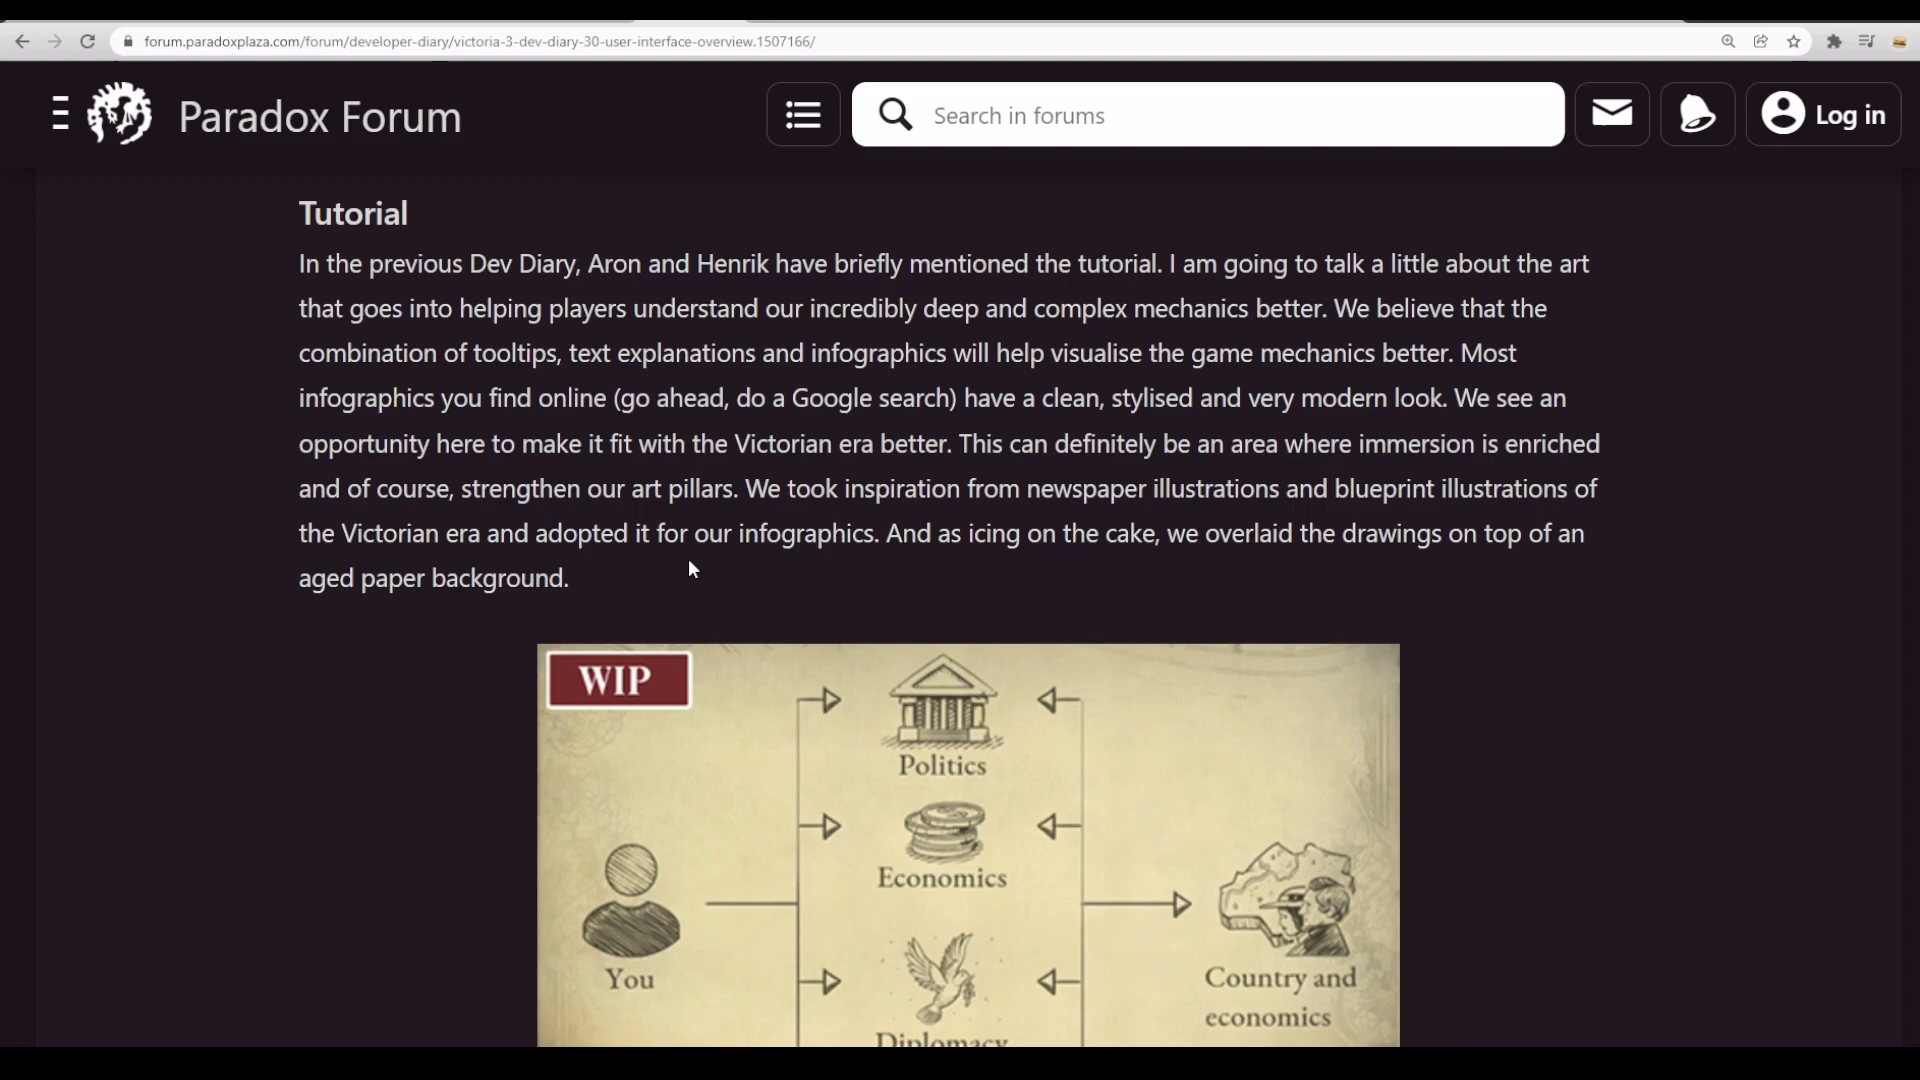 forum.paradoxplaza.com/forum/developer-diary/victoria-3-dev-diary-30-user-interface-overview.1507166/
Paradox Forum
Search in forums
Log in
Tutorial
In the previous Dev Diary, Aron and Henrik have briefly mentioned the tutorial. I am going to talk a little about the art
that goes into helping players understand our incredibly deep and complex mechanics better. We believe that the
combination of tooltips, text explanations and infographics will help visualise the game mechanics better. Most
infographics you find online (go ahead, do a Google search) have a clean, stylised and very modern look. We see an
opportunity here to make it fit with the Victorian era better. This can definitely be an area where immersion is enriched
and of course, strengthen our art pillars. We took inspiration from newspaper illustrations and blueprint illustrations of
the Victorian era and adopted it for our infographics. And as icing on the cake, we overlaid the drawings on top of an
aged paper background.
WIP
Politics
Economics
You
Country and
economics
Diplomacy